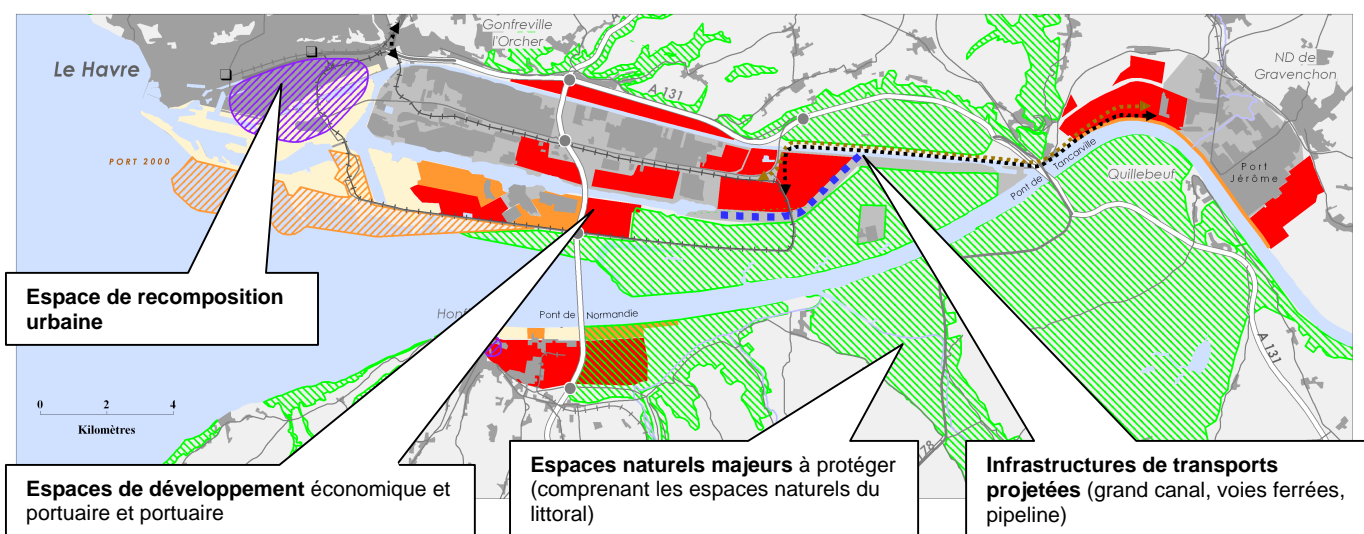 Gonfreville
l'Orcher
Le Havre
ND de
Gravenchon
A 131
PORT 2000
Pont de Tancarville
Quillebeuf
Port
Jérôme
Espace de recomposition
urbaine
Honf
Pont de Normandie
A 131
0 2 4
Kilomètres
78
Espaces de développement économique et
portuaire et portuaire
Espaces naturels majeurs à protéger
(comprenant les espaces naturels du
littoral)
Infrastructures de transports
projetées (grand canal, voies ferrées,
pipeline)